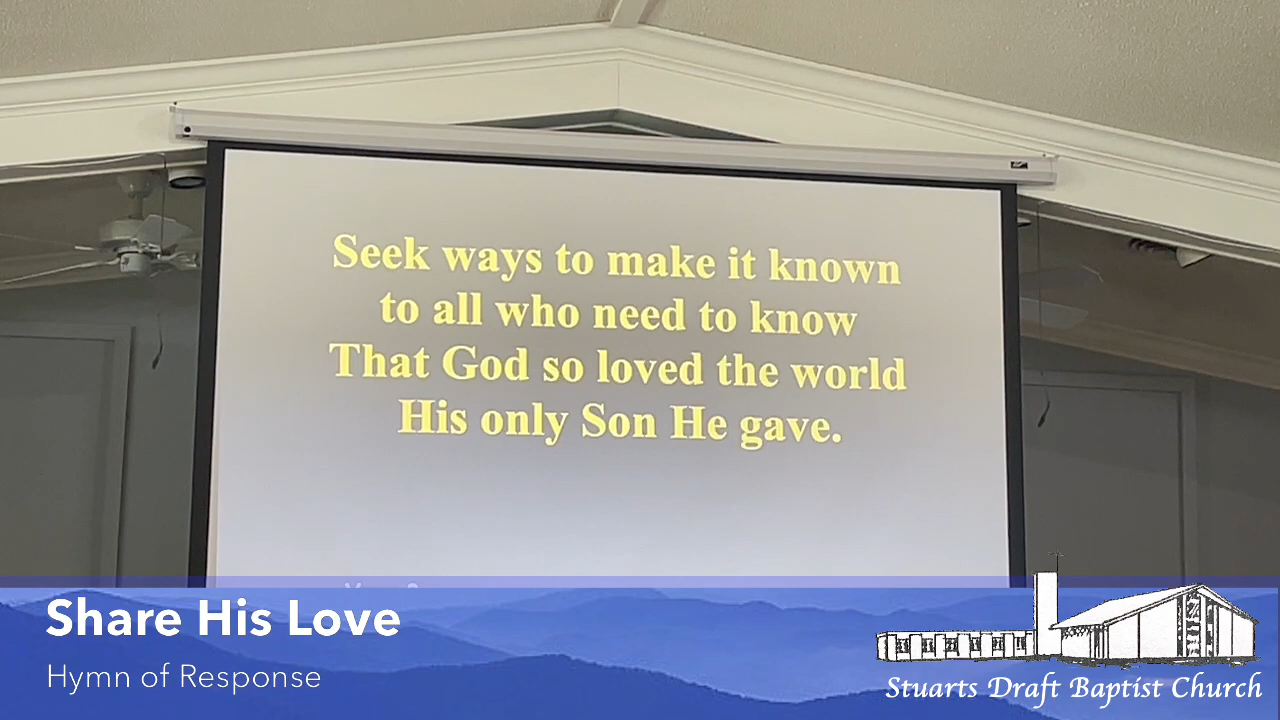 Seek ways to make it known
to all who need to know
That God so loved the world
His only Son He gave.
Share His Love
Hymn of Response
Stuarts Draft Baptist Church